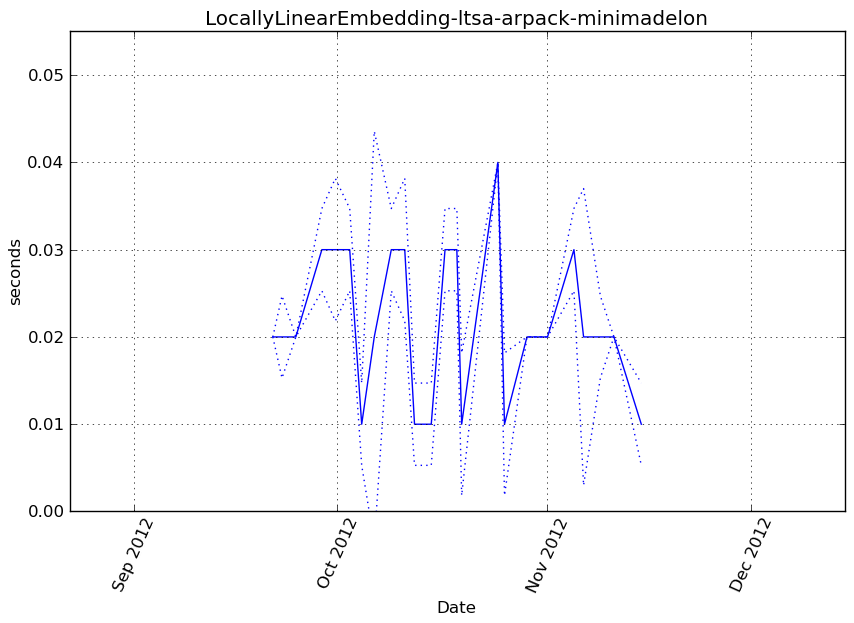 LocallyLinearEmbedding-ltsa-arpack-minimadelon
0.05
0.04
0.03
0.02
0.01
0.00
seconds
Sep 2012
Oct 2012
Nov 2012
Dec 2012
Date